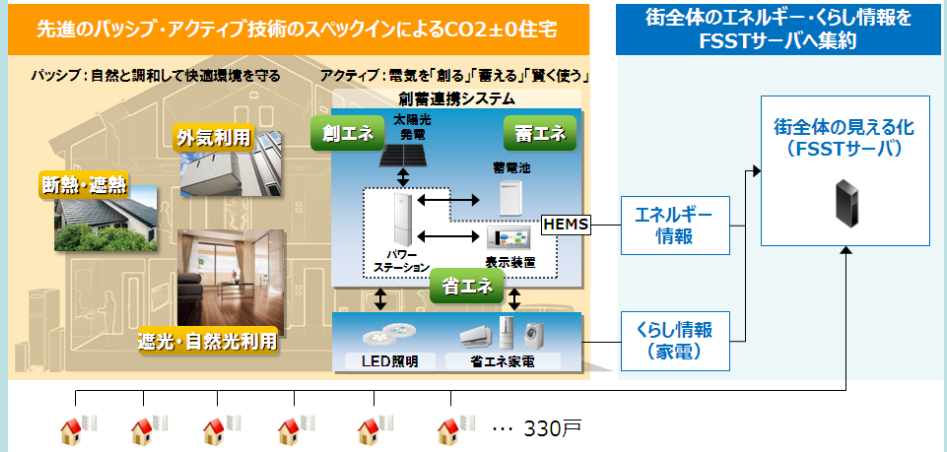 先進のパッシブ・アクティブ技術のスペックインによるCO2±0住宅
街全体のエネルギー・くらし情報を
FSSTサーバへ集約
パッシブ：自然と調和して快適環境を守る
アクティブ：電気を「創る」「蓄える」「賢く使う」
創蓄連携システム
創エネ
太陽光
発電
蓄エネ
外気利用
断熱・遮熱
遮光・自然光利用
蓄電池
パワー
ステーション
表示装置
HEMS
省エネ
LED照明
省エネ家電
エネルギー
情報
くらし情報
（家電）
街全体の見える化
（FSSTサーバ）
… 330戸